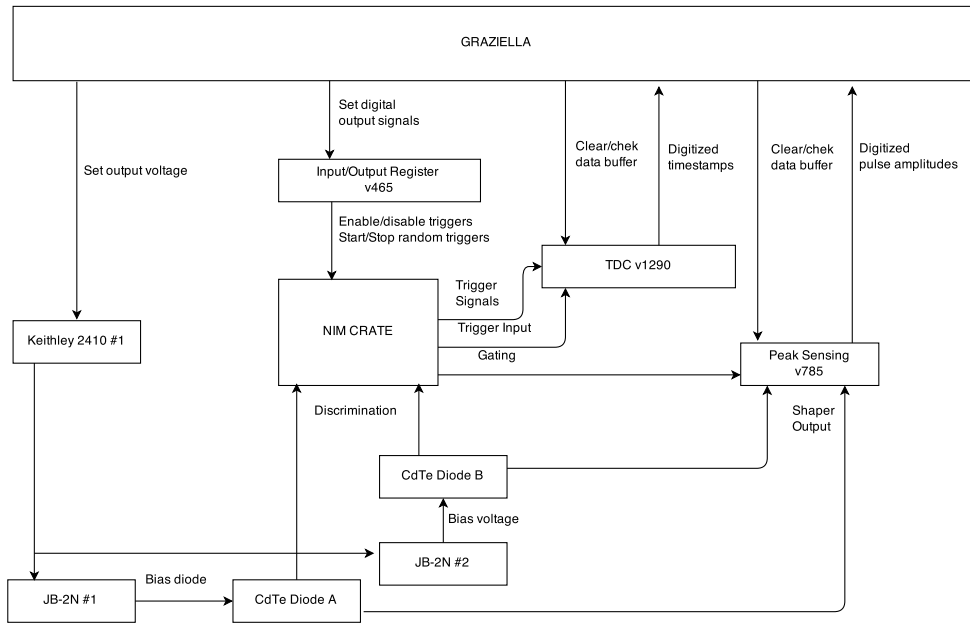 GRAZIELLA
Set digital
output signals
Clear/chek
data buffer
Digitized
timestamps
Clear/chek
data buffer
Digitized
pulse amplitudes
Set output voltage
Input/Output Register
v465
Enable/disable triggers
Start/Stop random triggers
TDC v1290
Trigger
Signals
Trigger Input
NIM CRATE
Gating
Keithley 2410 #1
Peak Sensing
v785
Discrimination
Shaper
Output
CdTe Diode B
Bias voltage
JB-2N #2
Bias diode
JB-2N #1
CdTe Diode A